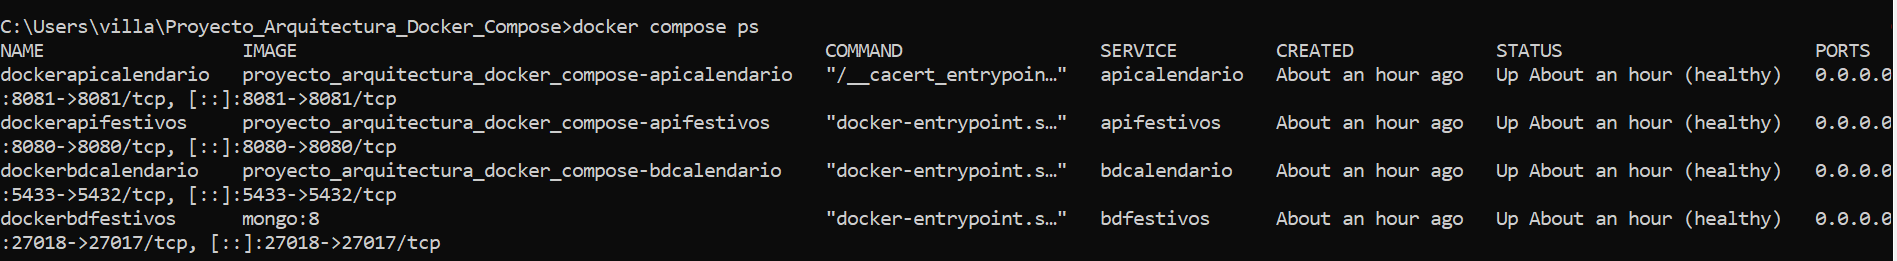 C:\Users\villa\Proyecto_Arquitectura_Docker_Compose>docker compose ps
NAME IMAGE COMMAND SERVICE CREATED STATUS PORTS
dockerapicalendario proyecto_arquitectura_docker_compose-apicalendario "/__cacert_entrypoin…" apicalendario About an hour ago Up About an hour (healthy) 0.0.0.0
:8081->8081/tcp, [::]:8081->8081/tcp
dockerapifestivos proyecto_arquitectura_docker_compose-apifestivos "docker-entrypoint.s…" apifestivos About an hour ago Up About an hour (healthy) 0.0.0.0
:8080->8080/tcp, [::]:8080->8080/tcp
dockerbdcalendario proyecto_arquitectura_docker_compose-bdcalendario "docker-entrypoint.s…" bdcalendario About an hour ago Up About an hour (healthy) 0.0.0.0
:5433->5432/tcp, [::]:5433->5432/tcp
dockerbdfestivos mongo:8 "docker-entrypoint.s…" bdfestivos About an hour ago Up About an hour (healthy) 0.0.0.0
:27018->27017/tcp, [::]:27018->27017/tcp